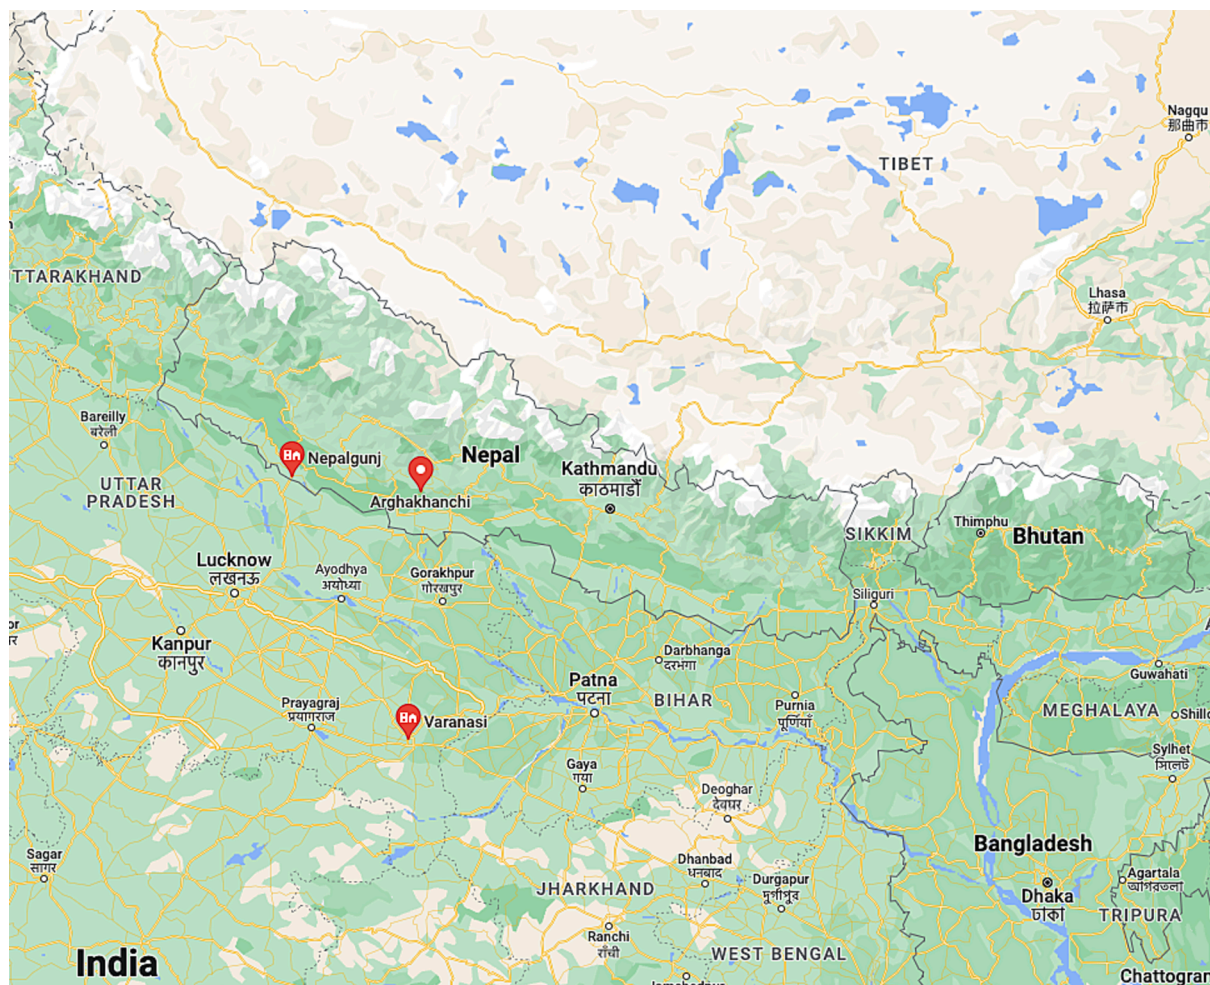 Nagqu
那曲市
TIBET
TTARAKHAND
Lhasa
拉萨市
Bareilly
बरेली
Nepalgunj
Nepal
Kathmandu
काठमाडौं
UTTAR
PRADESH
Arghakhanchi
SIKKIM
Thimphu
Bhutan
Lucknow
लखनऊ
Ayodhya
अयोध्या
Gorakhpur
गोरखपुर
Siliguri
Kanpur
कानपुर
Darbhanga
दरभंगा
Guwahati
Patna
पटना
BIHAR
Prayagraj
प्रयागराज
Purnia
पूर्णियाँ
MEGHALAYA
Shillo
Varanasi
Sylhet
সিলেট
Gaya
गया
Deoghar
देवघर
Bangladesh
Sagar
सागर
Dhanbad
धनबाद
Durgapur
দুর্গাপুর
Agartala
আগরতলা
JHARKHAND
Dhaka
ঢাকা
TRIPURA
Ranchi
राँची
WEST BENGAL
India
Chattogran